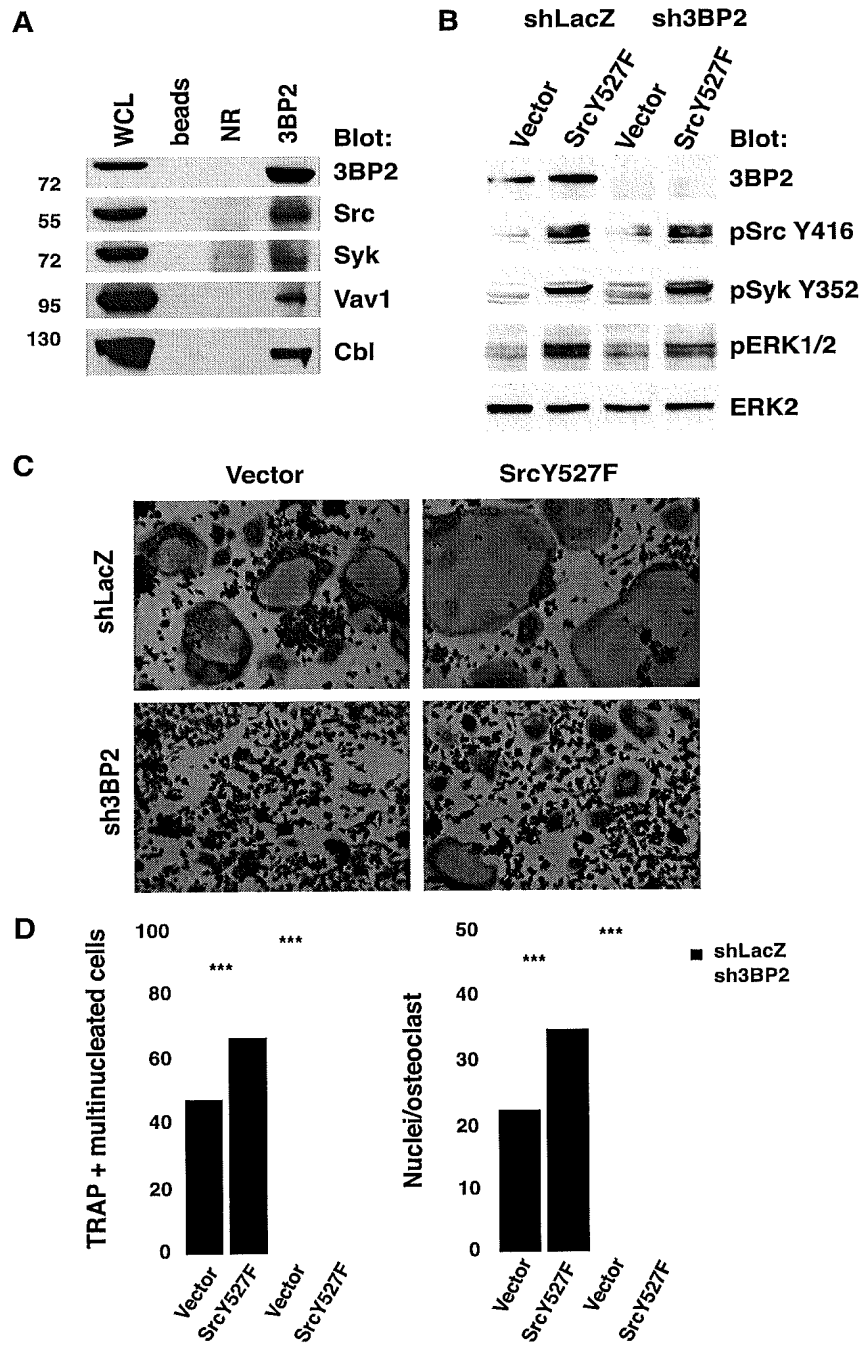 A
WCL
beads
NR
3BP2
Blot:
72
3BP2
55
Src
72
Syk
95
Vav1
130
Cbl
B
shLacZ
sh3BP2
Vector
SrcY527F
Vector
SrcY527F
Blot:
3BP2
pSrc Y416
pSyk Y352
pERK1/2
ERK2
C
Vector
SrcY527F
shLacZ
sh3BP2
D
TRAP + multinucleated cells
100
80
60
40
20
0
***
***
Vector
SrcY527F
Vector
SrcY527F
Nuclei/osteoclast
50
40
30
20
10
0
***
***
Vector
SrcY527F
Vector
SrcY527F
shLacZ
sh3BP2